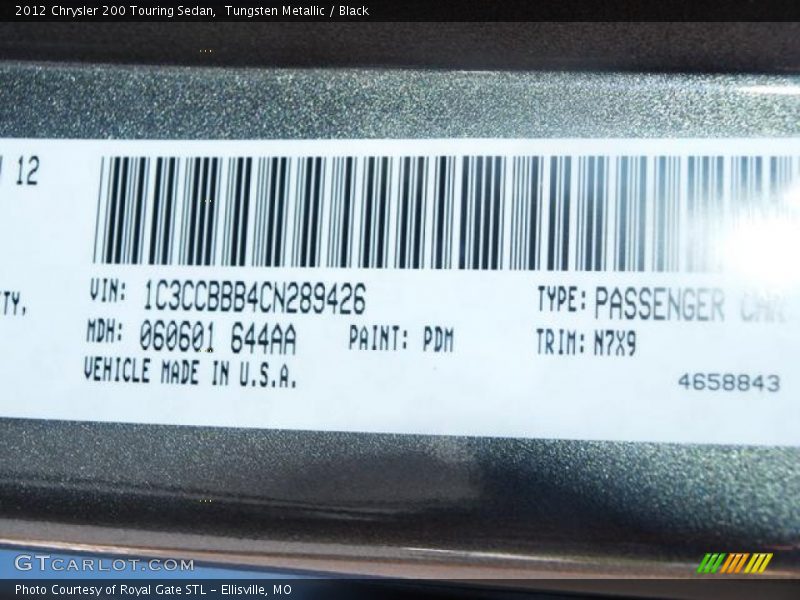 2012 Chrysler 200 Touring Sedan,  Tungsten Metallic / Black
12
TY,
VIN: 1C3CCBBB4CN289426
TYPE: PASSENGER CAR
MDH: 060601 644AA
PAINT: PDM
TRIM: N7X9
VEHICLE MADE IN U.S.A.
4658843
GTCARLOT.COM
Photo Courtesy of Royal Gate STL – Ellisville, MO